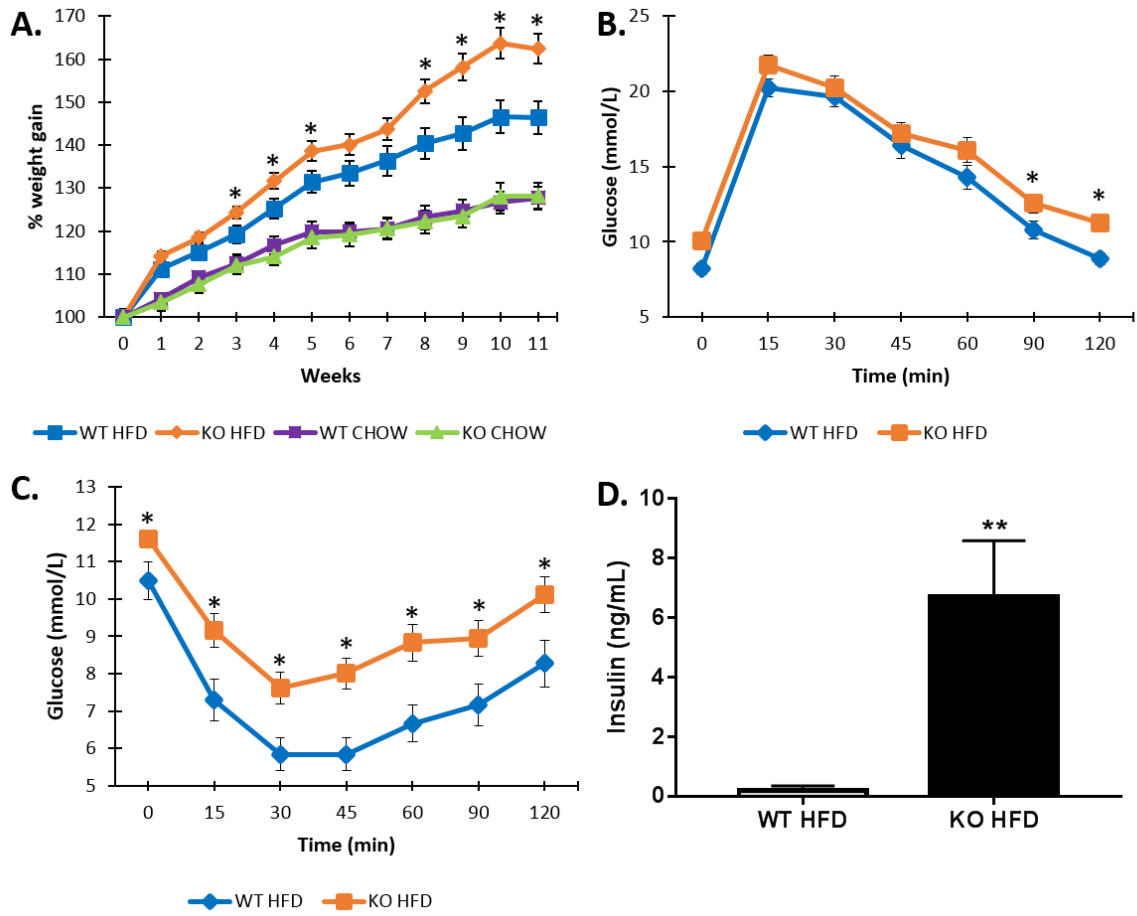 A.
% weight gain
170
160
150
140
130
120
110
100
* * * * * * *
0 1 2 3 4 5 6 7 8 9 10 11
Weeks
WT HFD KO HFD WT CHOW KO CHOW
B.
Glucose (mmol/L)
25
20
15
10
5
* *
0 15 30 45 60 90 120
Time (min)
WT HFD KO HFD
C.
Glucose (mmol/L)
13
12
11
10
9
8
7
6
5
* * * * * * *
0 15 30 45 60 90 120
Time (min)
WT HFD KO HFD
D.
Insulin (ng/mL)
10
8
6
4
2
0
**
WT HFD KO HFD